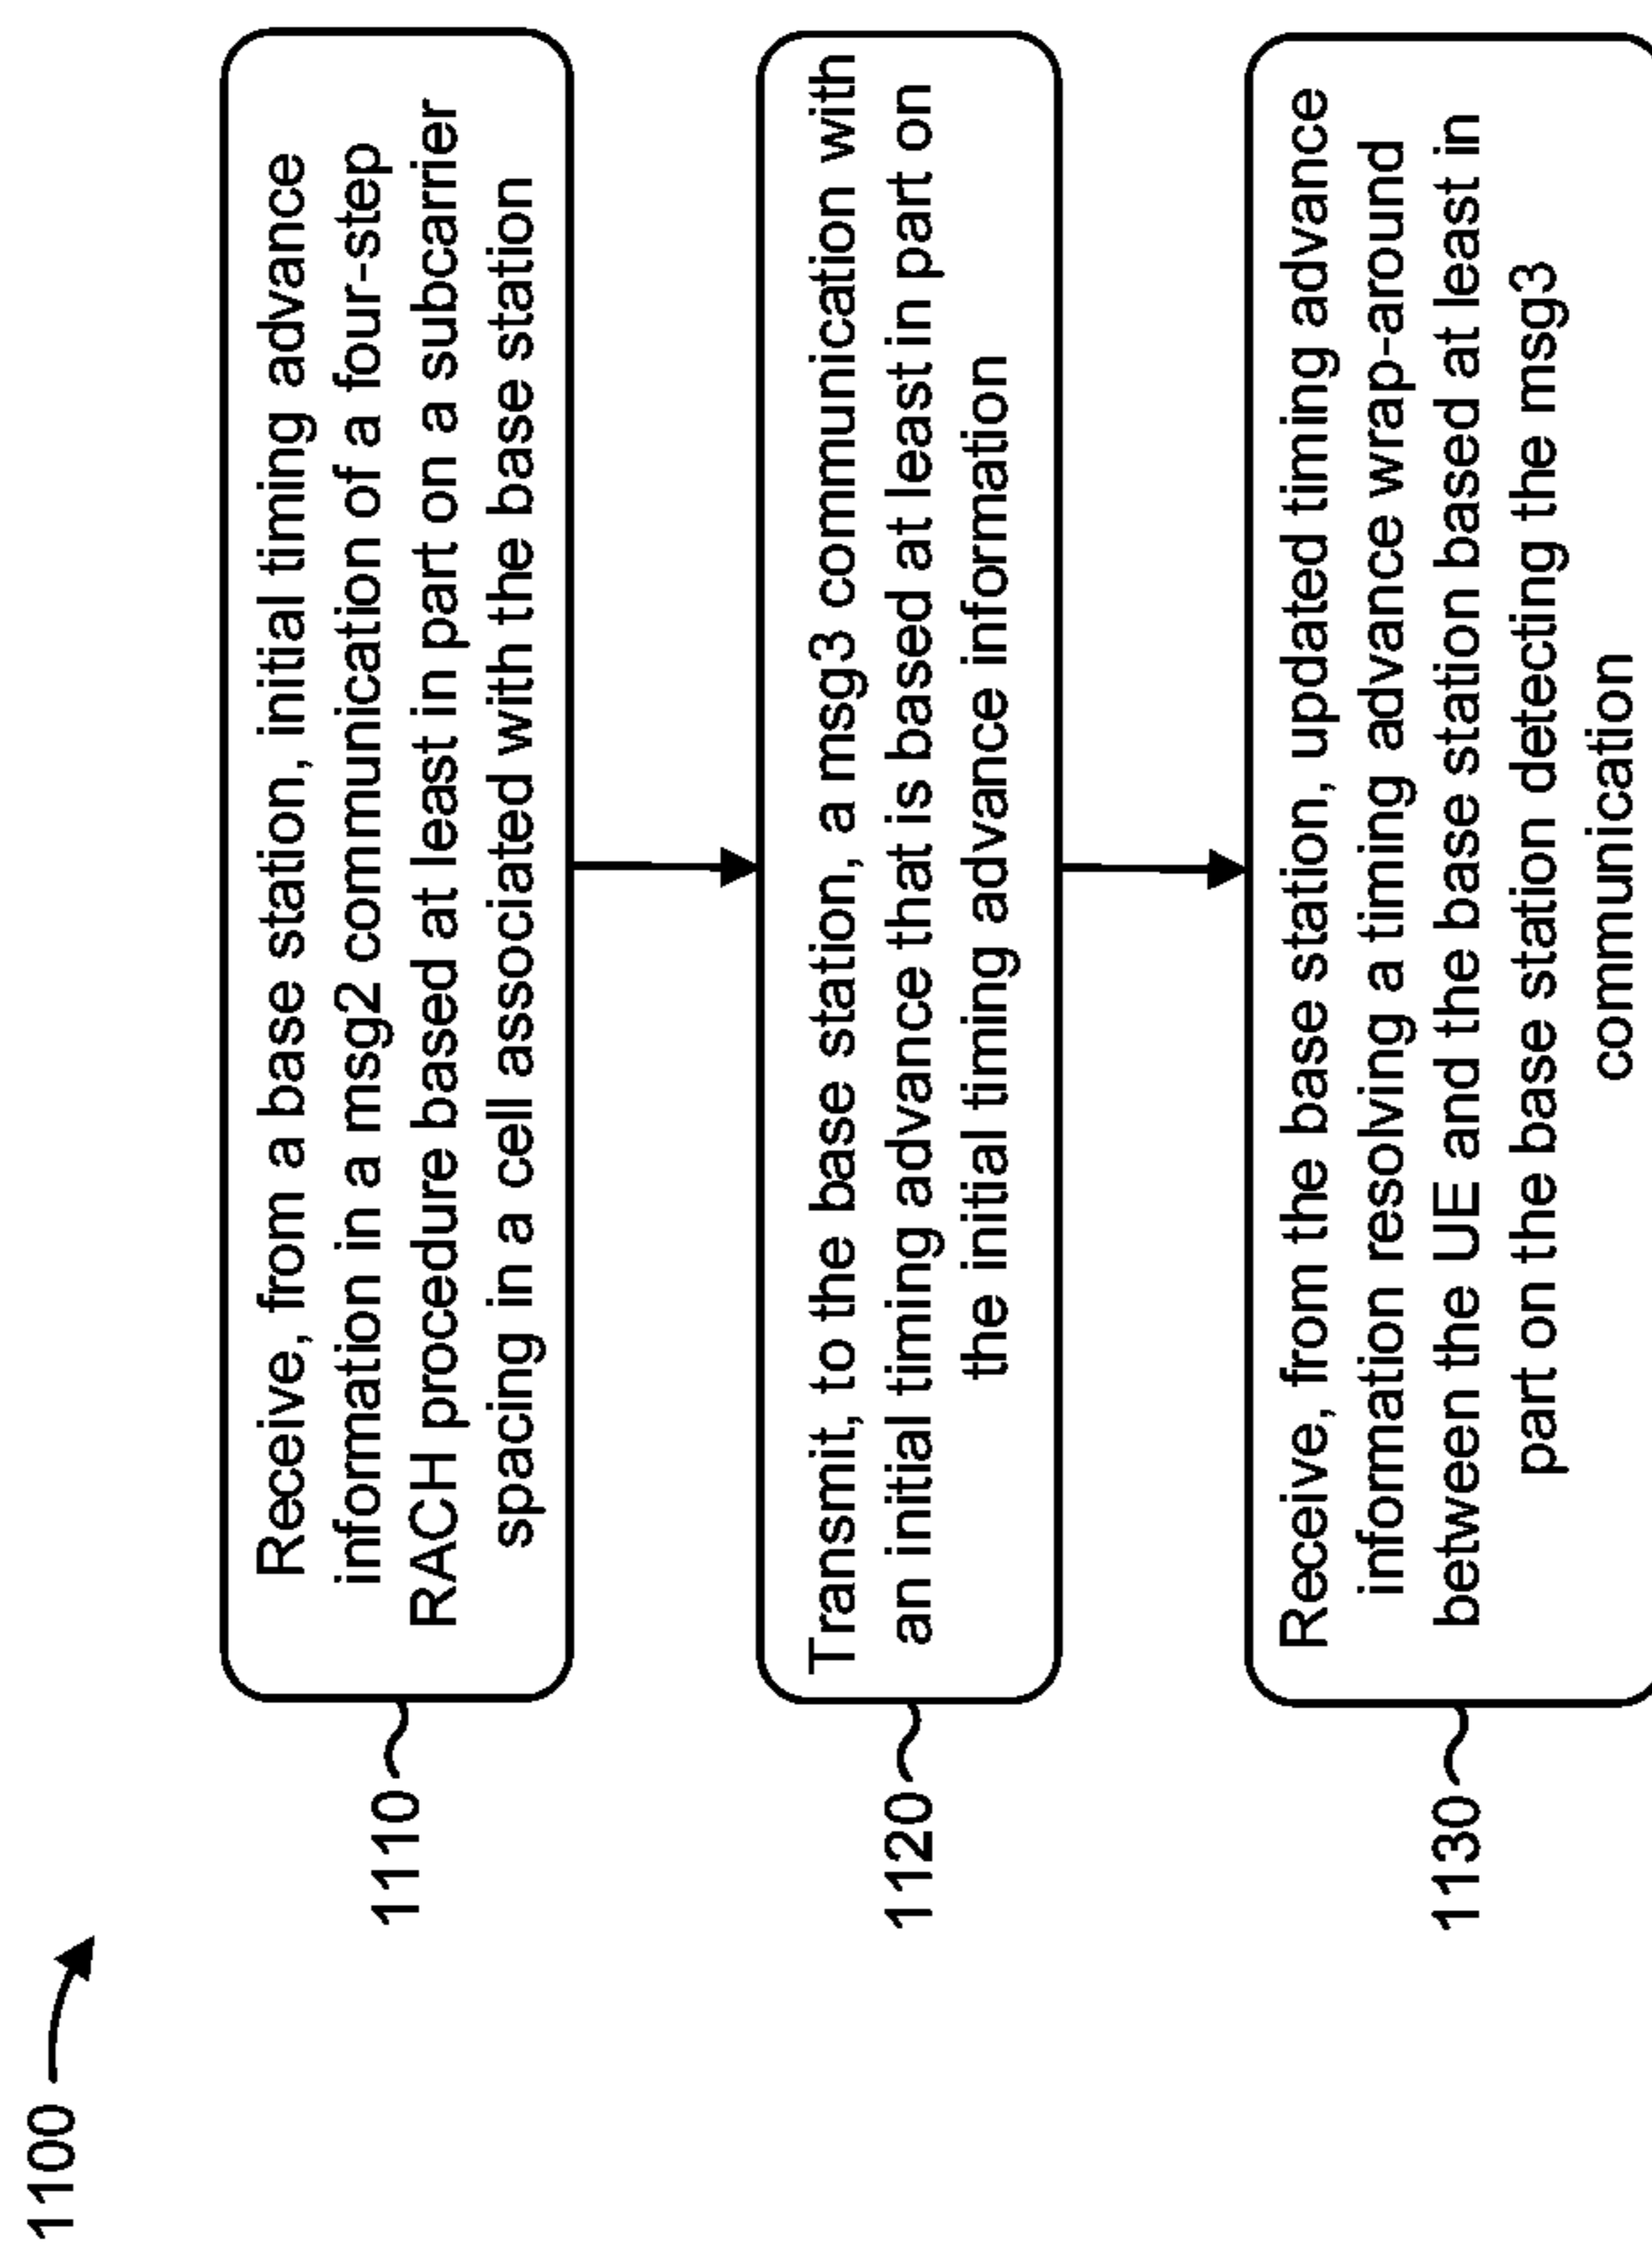 1100
1110
Receive, from a base station, initial timing advance
information in a msg2 communication of a four-step
RACH procedure based at least in part on a subcarrier
spacing in a cell associated with the base station
1120
Transmit, to the base station, a msg3 communication with
an initial timing advance that is based at least in part on
the initial timing advance information
1130
Receive, from the base station, updated timing advance
information resolving a timing advance wrap-around
between the UE and the base station based at least in
part on the base station detecting the msg3
communication